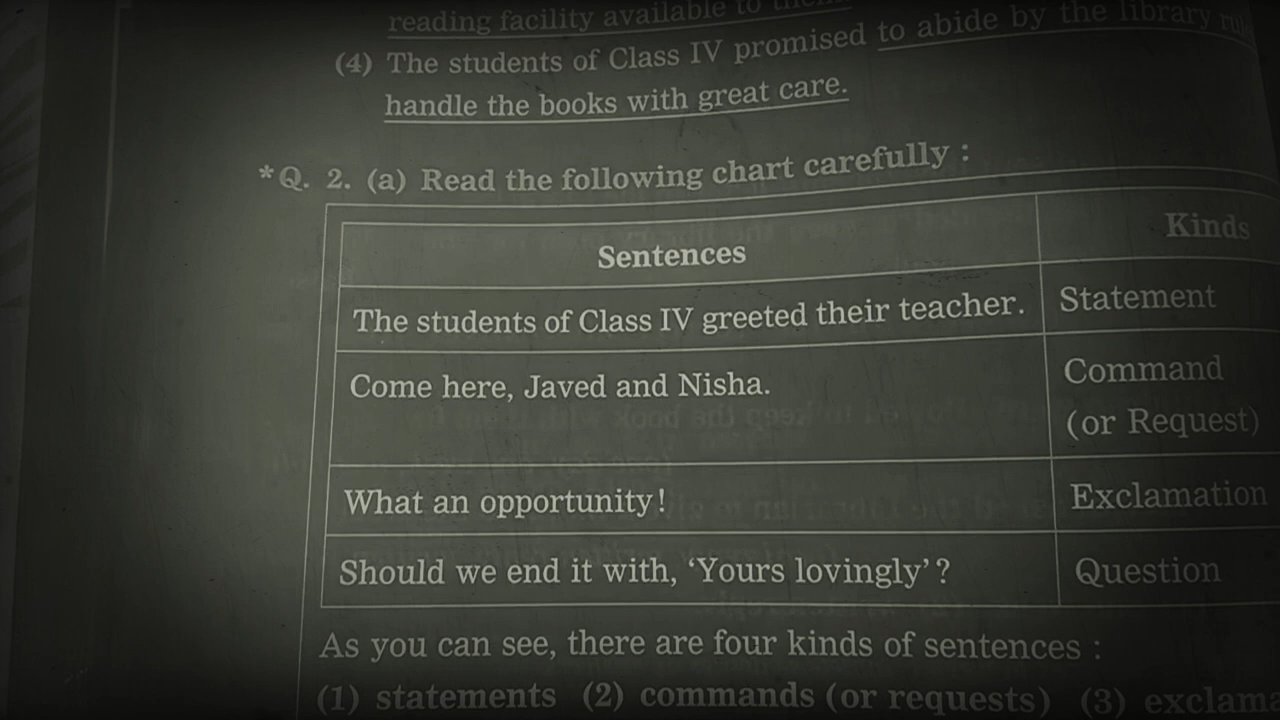 reading facility available to
(4) The students of Class IV promised to abide by the library
handle the books with great care.
*Q. 2. (a) Read the following chart carefully :
Sentences Kinds
The students of Class IV greeted their teacher. Statement
Come here, Javed and Nisha. Command
(or Request)
What an opportunity! Exclamation
Should we end it with, ‘Yours lovingly’? Question
As you can see, there are four kinds of sentences :
(1) statements (2) commands (or requests) (3)